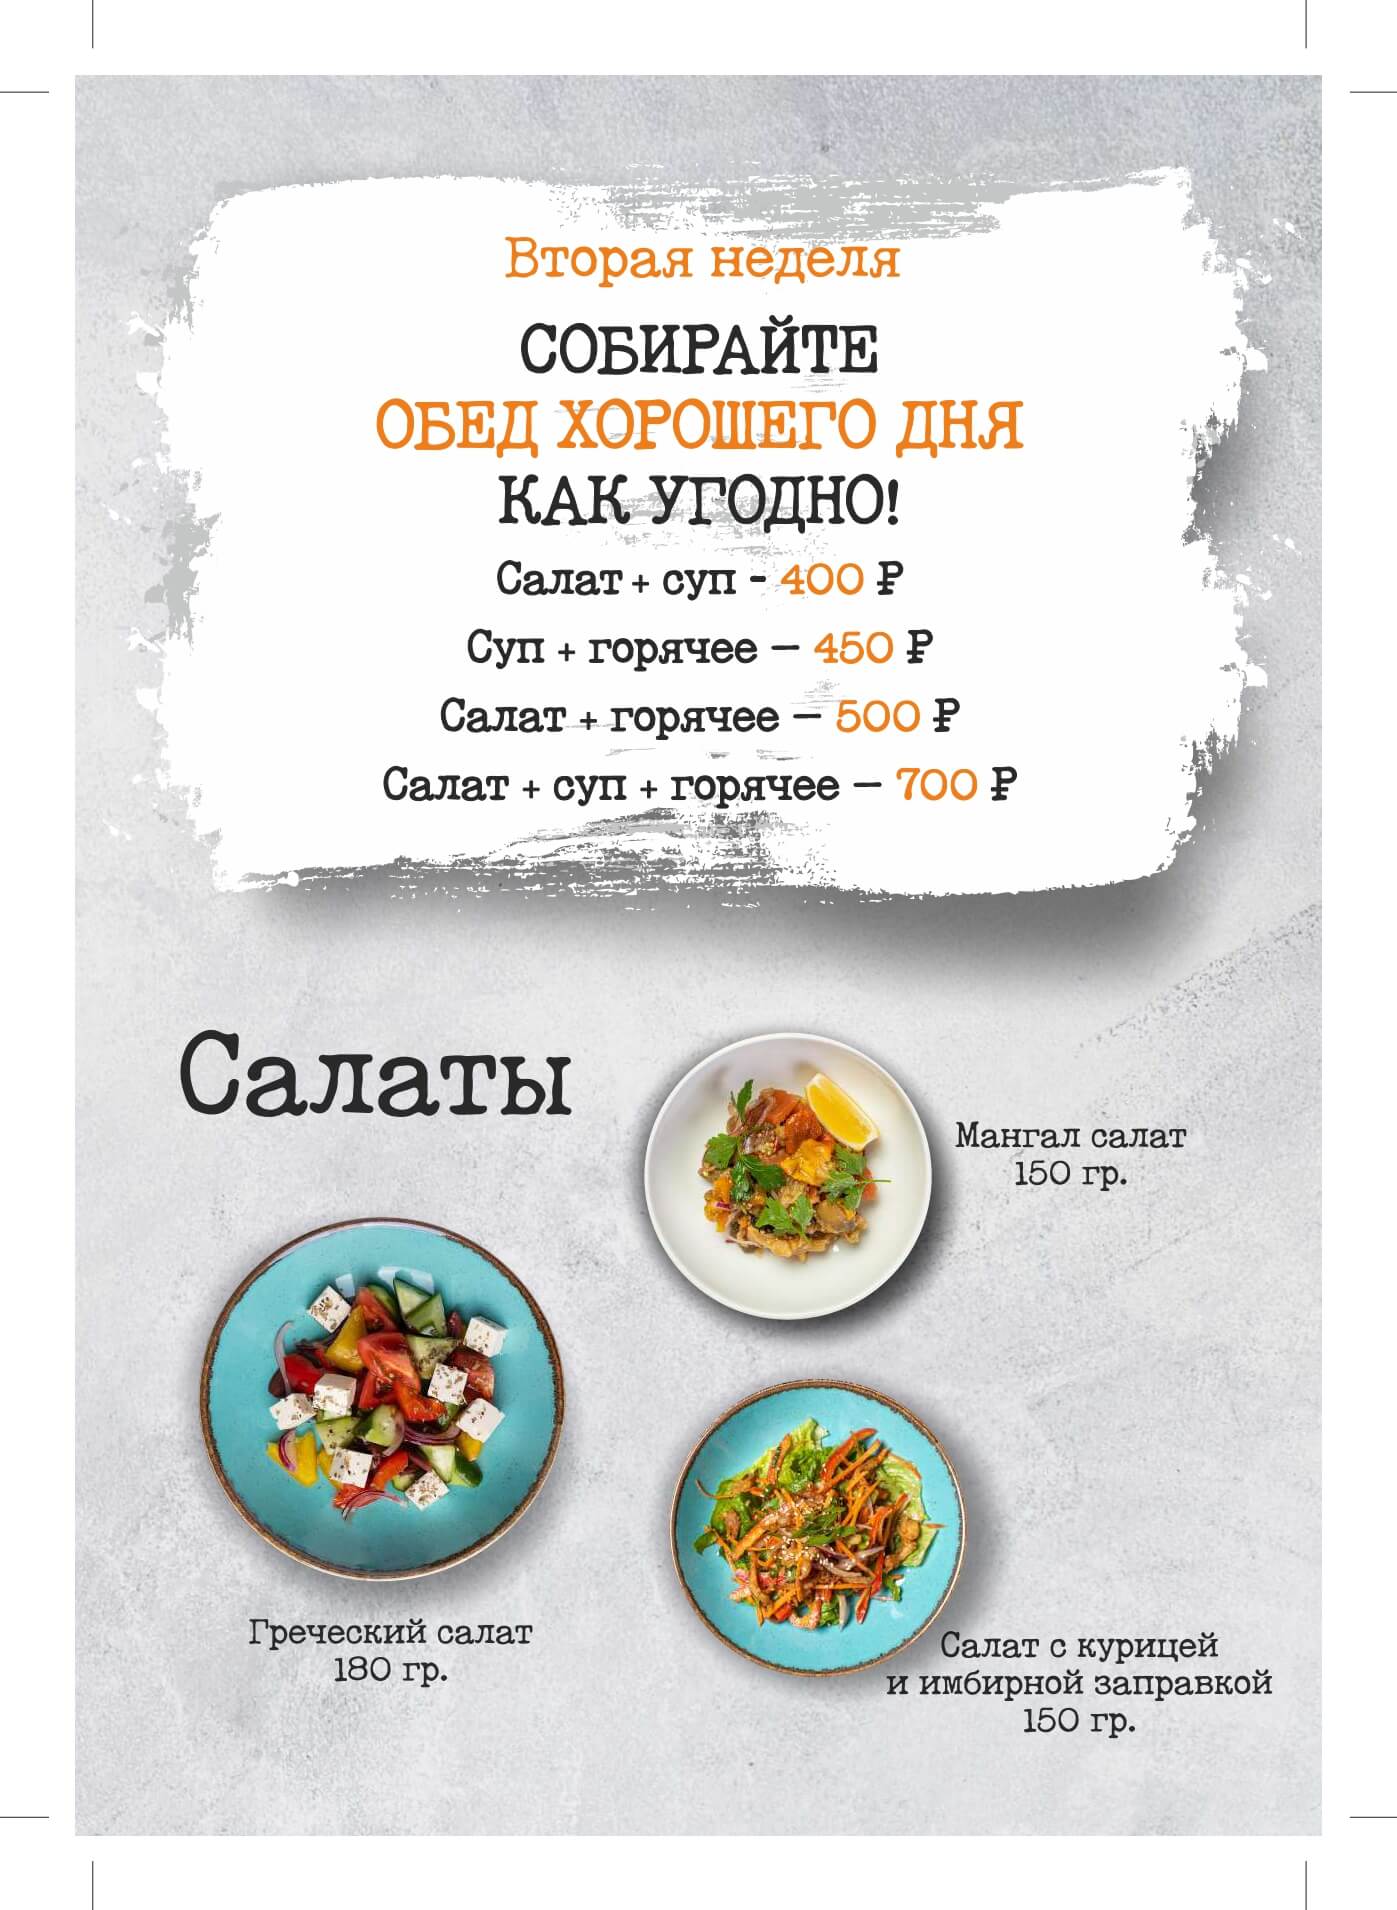 Вторая неделя
СОБИРАЙТЕ
ОБЕД ХОРОШЕГО ДНЯ
КАК УГОДНО!
Салат + суп - 400 ₽
Суп + горячее — 450 ₽
Салат + горячее — 500 ₽
Салат + суп + горячее — 700 ₽
Салаты
Мангал салат
150 гр.
Греческий салат
180 гр.
Салат с курицей
и имбирной заправкой
150 гр.